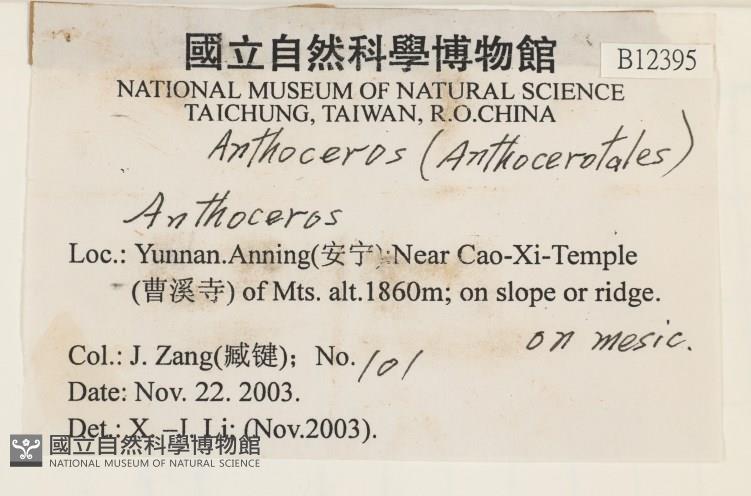 國立自然科學博物館
B12395
NATIONAL MUSEUM OF NATURAL SCIENCE
TAICHUNG, TAIWAN, R.O.CHINA
Anthoceros (Anthocerotales)
Anthoceros
Loc.: Yunnan.Anning(安宁):Near Cao-Xi-Temple
(曹溪寺) of Mts. alt.1860m; on slope or ridge.
on mesic.
Col.: J. Zang(臧键); No. 101
Date: Nov. 22. 2003.
Det.: X. –J. Li; (Nov.2003).
國立自然科學博物館
NATIONAL MUSEUM OF NATURAL SCIENCE